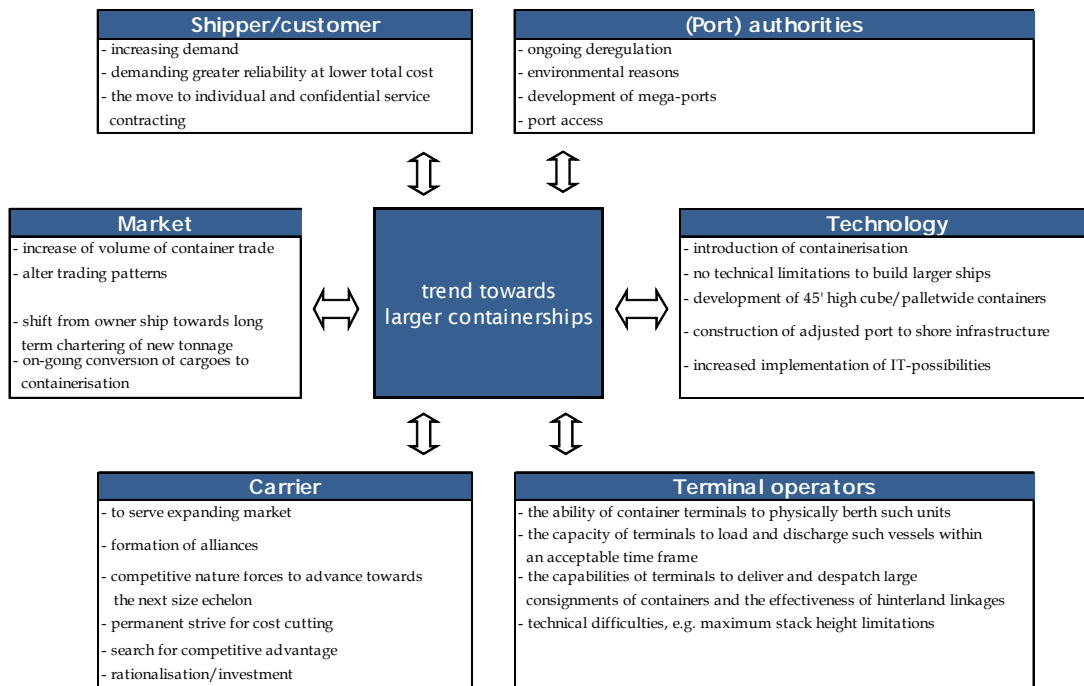 Shipper/customer
- increasing demand
- demanding greater reliability at lower total cost
- the move to individual and confidential service
contracting
(Port) authorities
- ongoing deregulation
- environmental reasons
- development of mega-ports
- port access
Market
- increase of volume of container trade
- alter trading patterns
- shift from owner ship towards long
term chartering of new tonnage
- on-going conversion of cargoes to
containerisation
trend towards
larger containerships
Technology
- introduction of containerisation
- no technical limitations to build larger ships
- development of 45' high cube/palletwide containers
- construction of adjusted port to shore infrastructure
- increased implementation of IT-possibilities
Carrier
- to serve expanding market
- formation of alliances
- competitive nature forces to advance towards
the next size echelon
- permanent strive for cost cutting
- search for competitive advantage
- rationalisation/investment
Terminal operators
- the ability of container terminals to physically berth such units
- the capacity of terminals to load and discharge such vessels within
an acceptable time frame
- the capabilities of terminals to deliver and despatch large
consignments of containers and the effectiveness of hinterland linkages
- technical difficulties, e.g. maximum stack height limitations